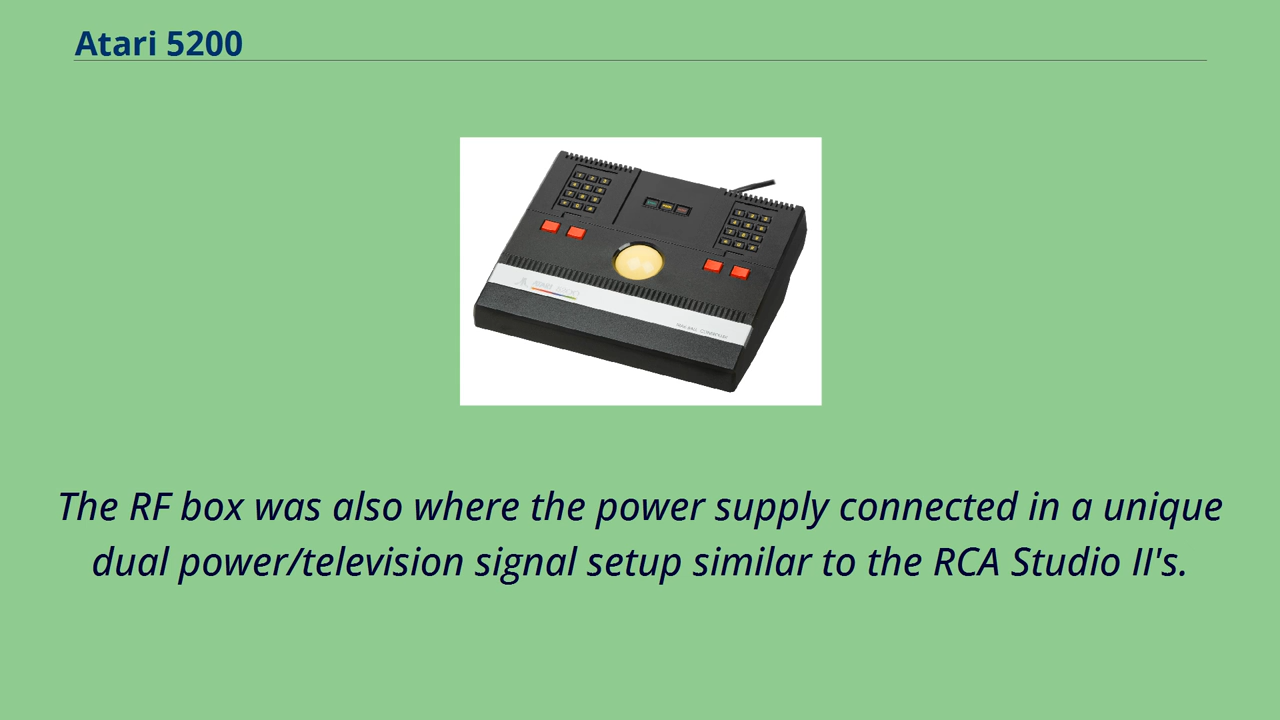 Atari 5200
The RF box was also where the power supply connected in a unique
dual power/television signal setup similar to the RCA Studio II's.